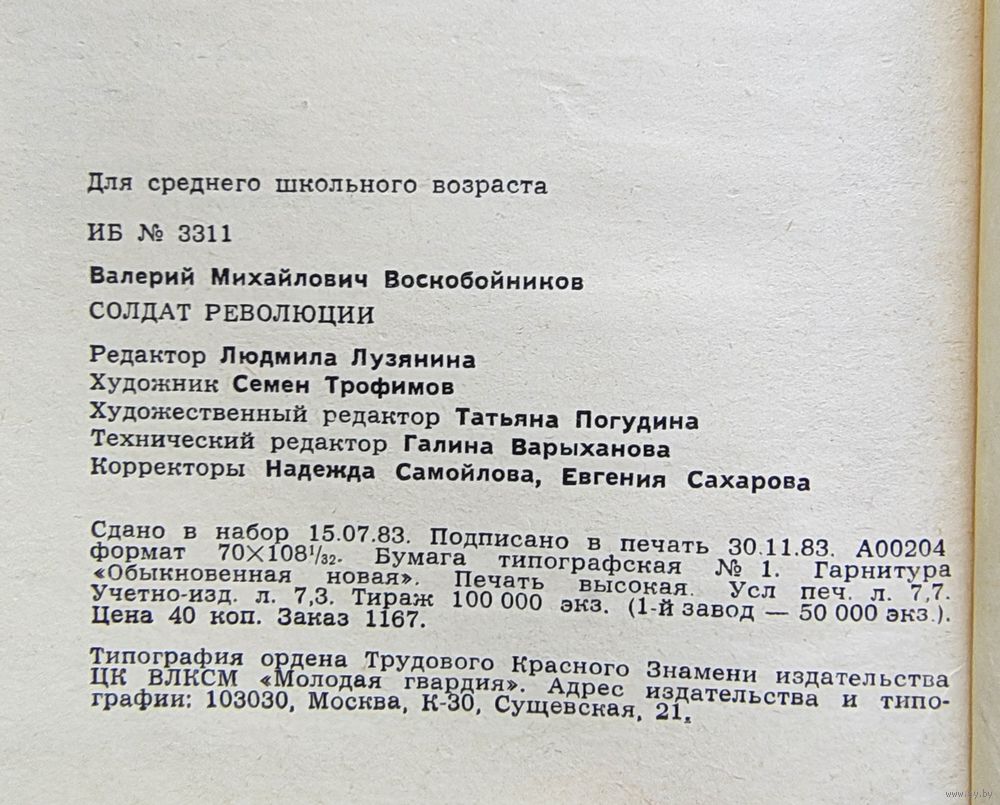 Для среднего школьного возраста
ИБ № 3311
Валерий Михайлович Воскобойников
СОЛДАТ РЕВОЛЮЦИИ
Редактор Людмила Лузянина
Художник Семен Трофимов
Художественный редактор Татьяна Погудина
Технический редактор Галина Варыханова
Корректоры Надежда Самойлова, Евгения Сахарова
Сдано в набор 15.07.83. Подписано в печать 30.11.83. А00204
формат 70×108¹/₃₂. Бумага типографская № 1. Гарнитура
«Обыкновенная новая». Печать высокая. Усл печ. л. 7,7.
Учетно-изд. л. 7,3. Тираж 100 000 экз. (1-й завод — 50 000 экз.).
Цена 40 коп. Заказ 1167.
Типография ордена Трудового Красного Знамени издательства
ЦК ВЛКСМ «Молодая гвардия». Адрес издательства и типо-
графии: 103030, Москва, К-30, Сущевская, 21.
www.ay.by